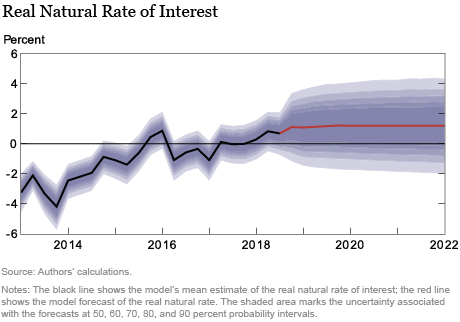 Real Natural Rate of Interest
Percent
6
4
2
0
-2
-4
-6
2014
2016
2018
2020
2022
Source: Authors' calculations.
Notes: The black line shows the model's mean estimate of the real natural rate of interest; the red line
shows the model forecast of the real natural rate. The shaded area marks the uncertainty associated
with the forecasts at 50, 60, 70, 80, and 90 percent probability intervals.